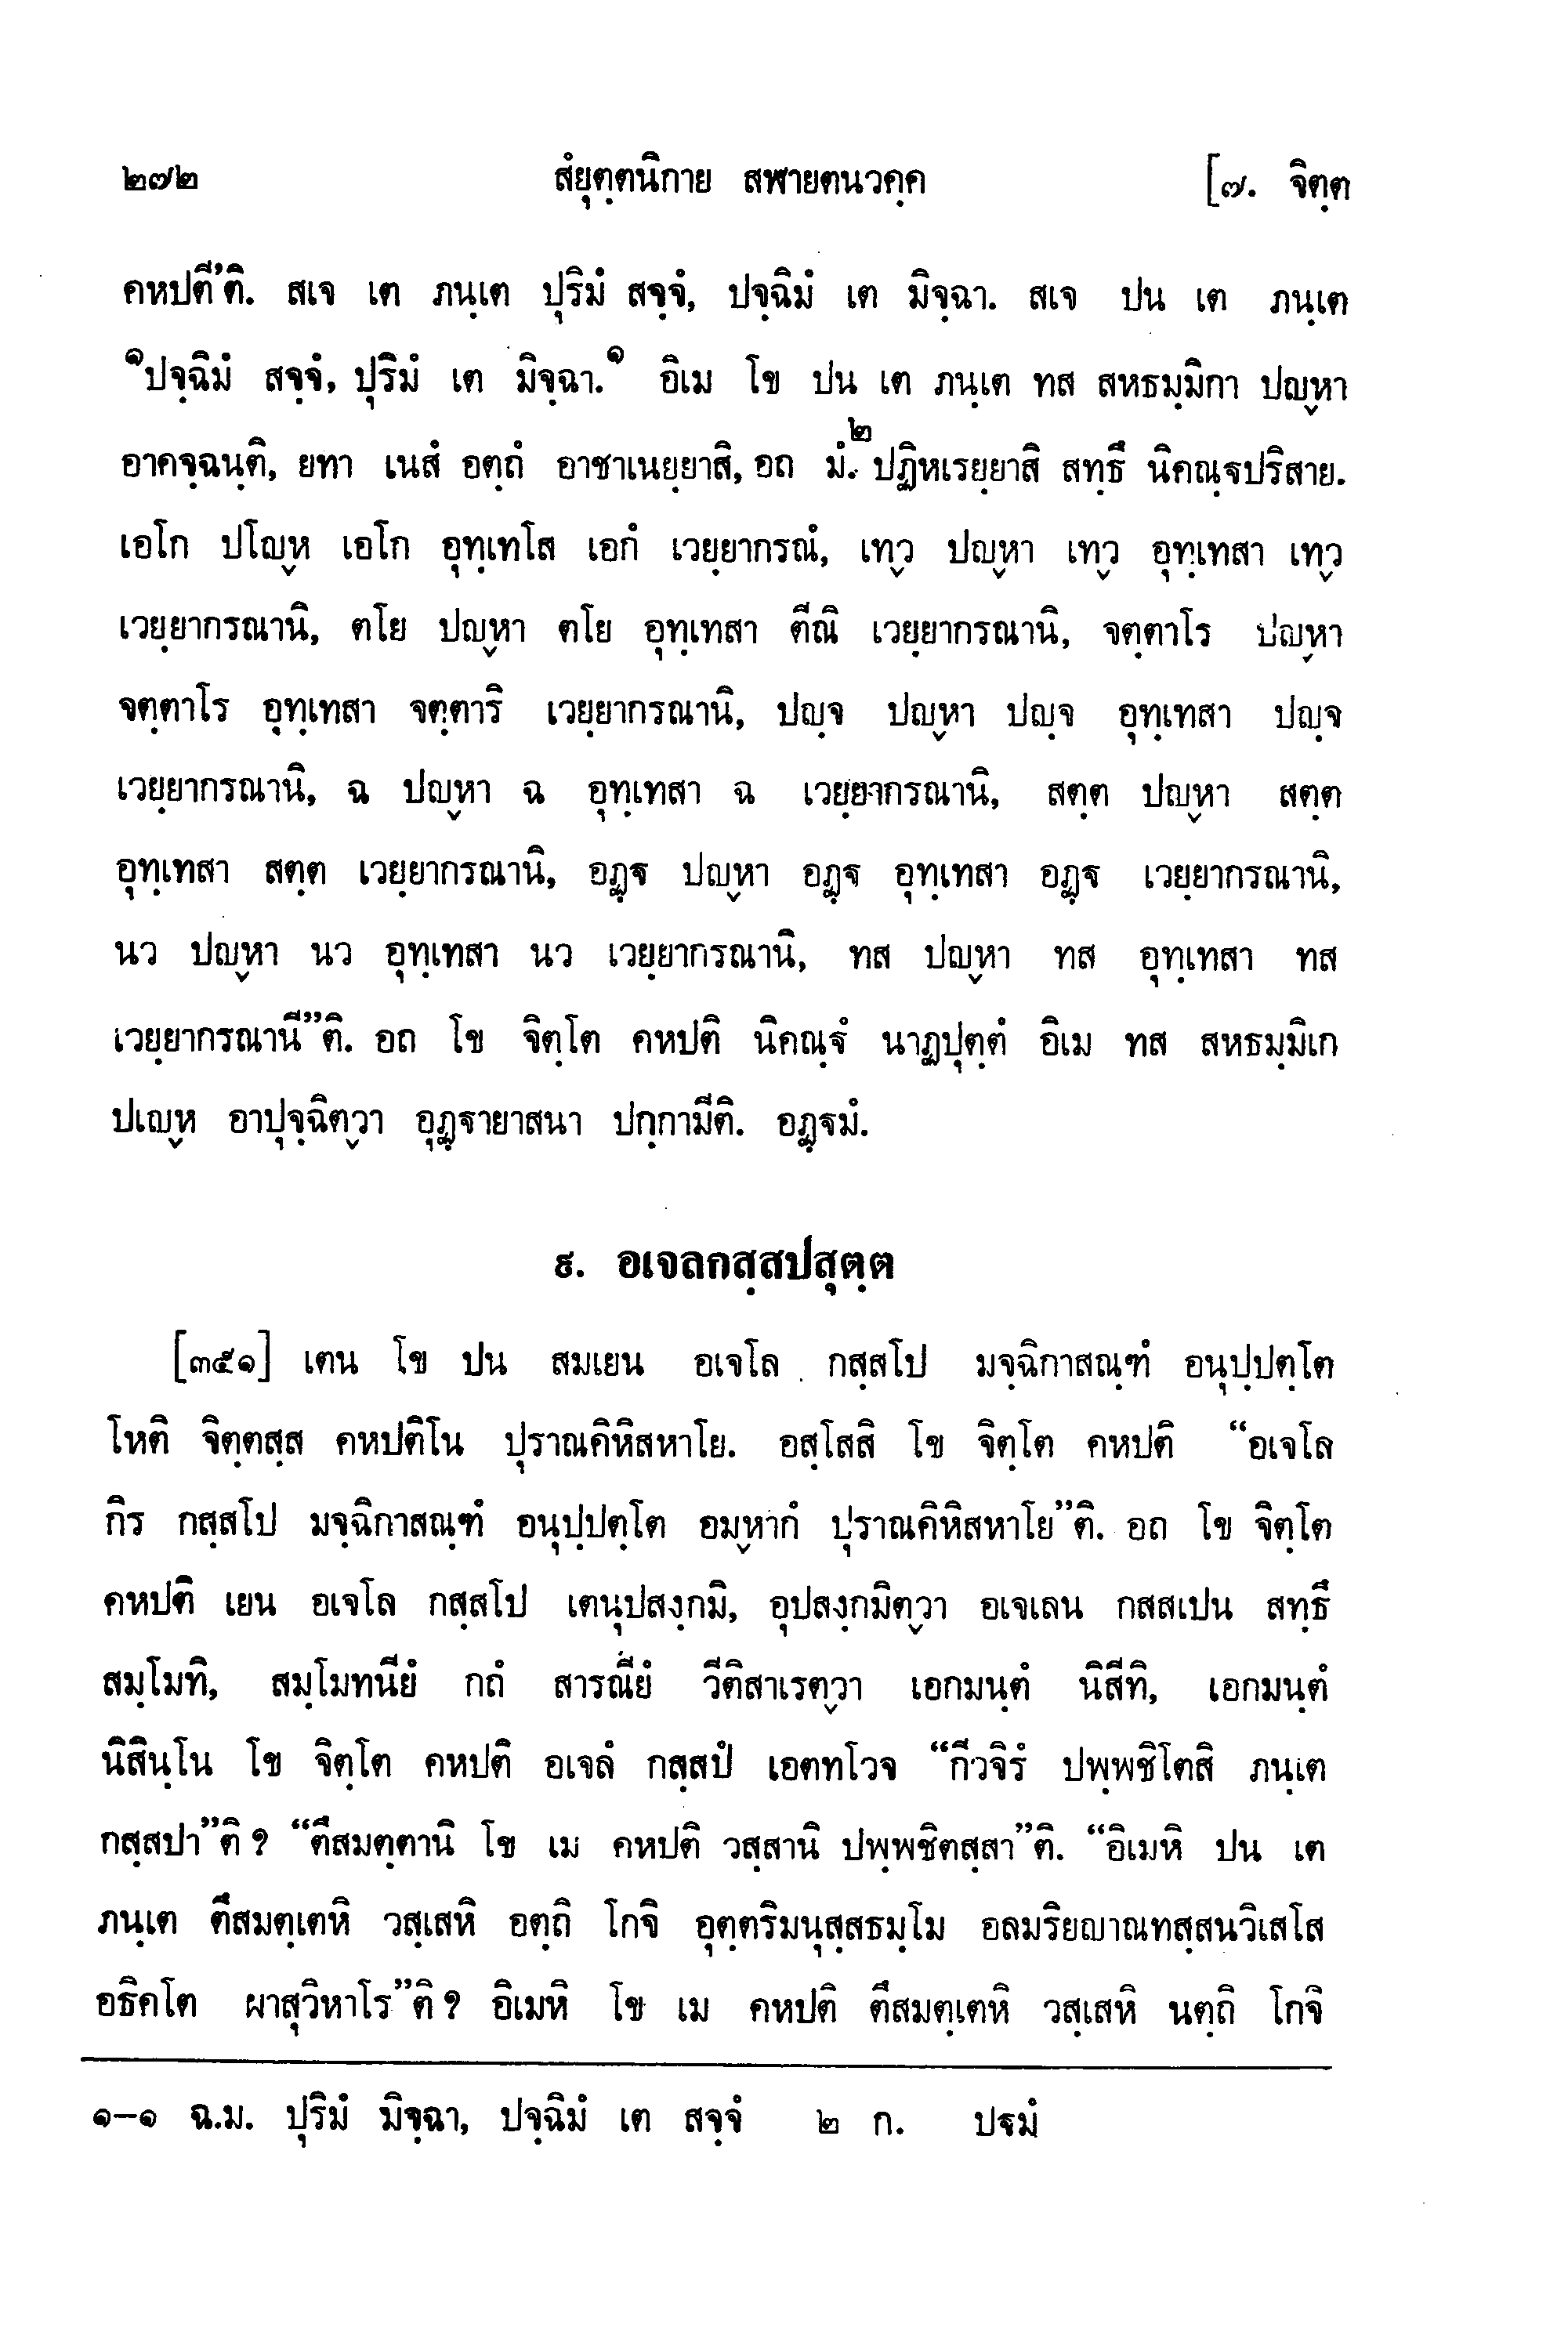 ๒๗๒ สํยุตฺตนิกาย สฬายตนวคฺค [๗. จิตฺต
คหปตี”ติ. สเจ เต ภนฺเต ปุริมํ สจฺจํ, ปจฺฉิมํ เต มิจฺฉา. สเจ ปน เต ภนฺเต
๑ปจฺฉิมํ สจฺจํ, ปุริมํ เต มิจฺฉา.๑ อิเม โข ปน เต ภนฺเต ทส สหธมฺมิกา ปญฺหา
อาคจฺฉนฺติ, ยทา เนสํ อตฺถํ อาชาเนยฺยาสิ, อถ มํ.๒ ปฏิหเรยฺยาสิ สทฺธึ นิคณฺฐปริสาย.
เอโก ปโญฺห เอโก อุทฺเทโส เอกํ เวยฺยากรณํ, เทฺว ปญฺหา เทฺว อุทฺเทสา เทฺว
เวยฺยากรณานิ, ตโย ปญฺหา ตโย อุทฺเทสา ตีณิ เวยฺยากรณานิ, จตฺตาโร ปญฺหา
จตฺตาโร อุทฺเทสา จตฺตาริ เวยฺยากรณานิ, ปญฺจ ปญฺหา ปญฺจ อุทฺเทสา ปญฺจ
เวยฺยากรณานิ, ฉ ปญฺหา ฉ อุทฺเทสา ฉ เวยฺยากรณานิ, สตฺต ปญฺหา สตฺต
อุทฺเทสา สตฺต เวยฺยากรณานิ, อฏฺฐ ปญฺหา อฏฺฐ อุทฺเทสา อฏฺฐ เวยฺยากรณานิ,
นว ปญฺหา นว อุทฺเทสา นว เวยฺยากรณานิ, ทส ปญฺหา ทส อุทฺเทสา ทส
เวยฺยากรณานี”ติ. อถ โข จิตฺโต คหปติ นิคณฺฐํ นาฏปุตฺตํ อิเม ทส สหธมฺมิเก
ปเญฺห อาปุจฺฉิตฺวา อุฏฺฐายาสนา ปกฺกามีติ. อฏฺฐมํ.
๙. อเจลกสฺสปสุตฺต
[๓๕๑] เตน โข ปน สมเยน อเจโล กสฺสโป มจฺฉิกาสณฺฑํ อนุปฺปตฺโต
โหติ จิตฺตสฺส คหปติโน ปุราณคิหิสหาโย. อสฺโสสิ โข จิตฺโต คหปติ “อเจโล
กิร กสฺสโป มจฺฉิกาสณฺฑํ อนุปฺปตฺโต อมฺหากํ ปุราณคิหิสหาโย”ติ. อถ โข จิตฺโต
คหปติ เยน อเจโล กสฺสโป เตนุปสงฺกมิ, อุปสงฺกมิตฺวา อเจเลน กสสเปน สทฺธึ
สมฺโมทิ, สมฺโมทนียํ กถํ สารณียํ วีติสาเรตฺวา เอกมนฺตํ นิสีทิ, เอกมนฺตํ
นิสินฺโน โข จิตฺโต คหปติ อเจลํ กสฺสปํ เอตทโวจ “กีวจิรํ ปพฺพชิโตสิ ภนฺเต
กสฺสปา”ติ ? “ตึสมตฺตานิ โข เม คหปติ วสฺสานิ ปพฺพชิตสฺสา”ติ. “อิเมหิ ปน เต
ภนฺเต ตึสมตฺเตหิ วสฺเสหิ อตฺถิ โกจิ อุตฺตริมนุสฺสธมฺโม อลมริยญาณทสฺสนวิเสโส
อธิคโต ผาสุวิหาโร”ติ ? อิเมหิ โข เม คหปติ ตึสมตฺเตหิ วสฺเสหิ นตฺถิ โกจิ
๑–๑ ฉ.ม. ปุริมํ มิจฺฉา, ปจฺฉิมํ เต สจฺจํ ๒ ก. ปฐมํ